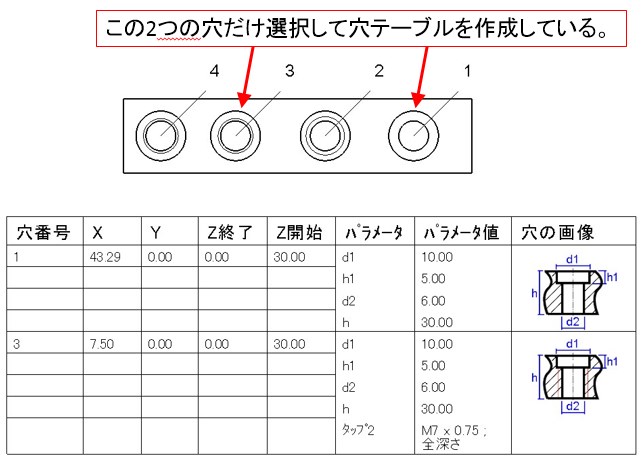 この2つの穴だけ選択して穴テーブルを作成している。
4 3 2 1
穴番号 X Y Z終了 Z開始 ﾊﾟﾗﾒｰﾀ ﾊﾟﾗﾒｰﾀ値 穴の画像
1 43.29 0.00 0.00 30.00 d1 10.00
h1 5.00
d2 6.00
h 30.00
d1
h1
h
d2
3 7.50 0.00 0.00 30.00 d1 10.00
h1 5.00
d2 6.00
h 30.00
ﾀｯﾌﾟ2 M7 x 0.75 ;
全深さ
d1
h1
h
d2